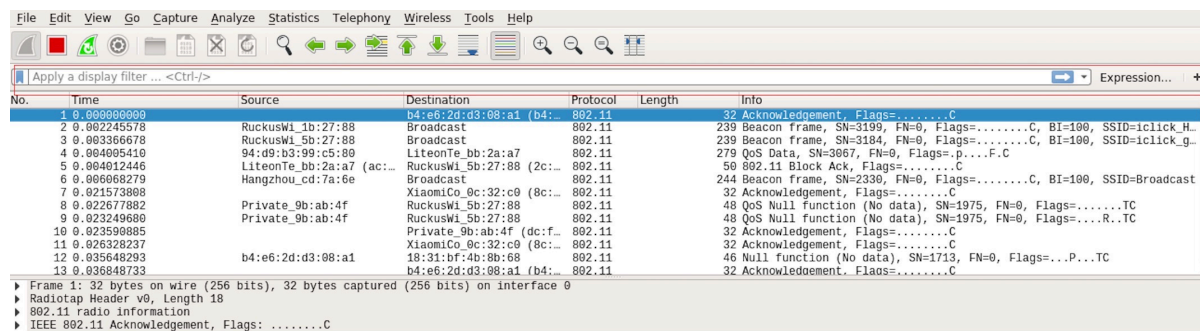 File Edit View Go Capture Analyze Statistics Telephony Wireless Tools Help
Apply a display filter ... <Ctrl-/> Expression... +
No. Time Source Destination Protocol Length Info
1 0.000000000 b4:e6:2d:d3:08:a1 (b4:… 802.11 32 Acknowledgement, Flags=........C
2 0.002245578 RuckusWi_1b:27:88 Broadcast 802.11 239 Beacon frame, SN=3199, FN=0, Flags=........C, BI=100, SSID=iclick_H…
3 0.003366678 RuckusWi_5b:27:88 Broadcast 802.11 239 Beacon frame, SN=3184, FN=0, Flags=........C, BI=100, SSID=iclick_g…
4 0.004005410 94:d9:b3:99:c5:80 LiteonTe_bb:2a:a7 802.11 279 QoS Data, SN=3067, FN=0, Flags=.p....F.C
5 0.004012446 LiteonTe_bb:2a:a7 (ac:… RuckusWi_5b:27:88 (2c:… 802.11 50 802.11 Block Ack, Flags=........C
6 0.006068279 Hangzhou_cd:7a:6e Broadcast 802.11 244 Beacon frame, SN=2330, FN=0, Flags=........C, BI=100, SSID=Broadcast
7 0.021573808 XiaomiCo_0c:32:c0 (8c:… 802.11 32 Acknowledgement, Flags=........C
8 0.022677882 Private_9b:ab:4f RuckusWi_5b:27:88 802.11 48 QoS Null function (No data), SN=1975, FN=0, Flags=.......TC
9 0.023249680 Private_9b:ab:4f RuckusWi_5b:27:88 802.11 48 QoS Null function (No data), SN=1975, FN=0, Flags=....R..TC
10 0.023590885 Private_9b:ab:4f (dc:f… 802.11 32 Acknowledgement, Flags=........C
11 0.026328237 XiaomiCo_0c:32:c0 (8c:… 802.11 32 Acknowledgement, Flags=........C
12 0.035648293 b4:e6:2d:d3:08:a1 18:31:bf:4b:8b:68 802.11 46 Null function (No data), SN=1713, FN=0, Flags=...P...TC
13 0.036848733 b4:e6:2d:d3:08:a1 (b4:… 802.11 32 Acknowledgement, Flags=........C
Frame 1: 32 bytes on wire (256 bits), 32 bytes captured (256 bits) on interface 0
Radiotap Header v0, Length 18
802.11 radio information
IEEE 802.11 Acknowledgement, Flags: ........C